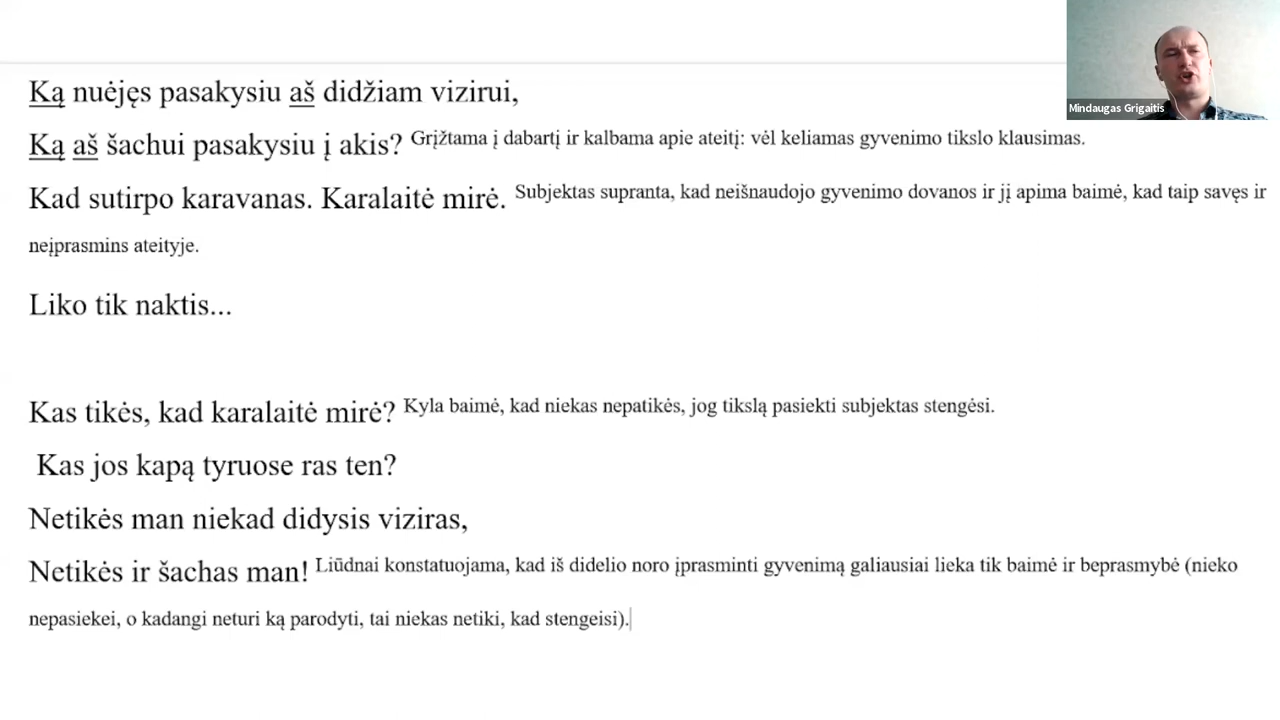 Mindaugas Grigaitis
Ką nuėjęs pasakysiu aš didžiam vizirui,
Ką aš šachui pasakysiu į akis? Grįžtama į dabartį ir kalbama apie ateitį: vėl keliamas gyvenimo tikslo klausimas.
Kad sutirpo karavanas. Karalaitė mirė. Subjektas supranta, kad neišnaudojo gyvenimo dovanos ir jį apima baimė, kad taip savęs ir
neįprasmins ateityje.
Liko tik naktis...
Kas tikės, kad karalaitė mirė? Kyla baimė, kad niekas nepatikės, jog tikslą pasiekti subjektas stengėsi.
Kas jos kapą tyruose ras ten?
Netikės man niekad didysis viziras,
Netikės ir šachas man! Liūdnai konstatuojama, kad iš didelio noro įprasminti gyvenimą galiausiai lieka tik baimė ir beprasmybė (nieko
nepasiekei, o kadangi neturi ką parodyti, tai niekas netiki, kad stengeisi).